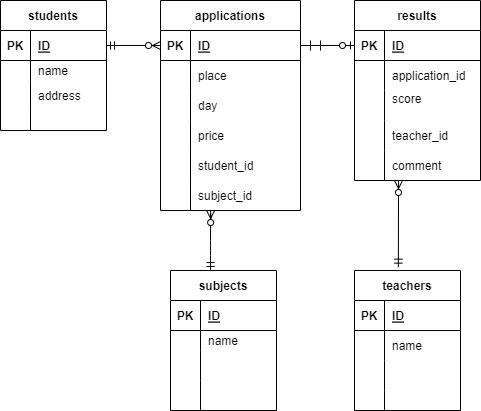 students
PK ID
name
address
applications
PK ID
place
day
price
student_id
subject_id
results
PK ID
application_id
score
teacher_id
comment
subjects
PK ID
name
teachers
PK ID
name